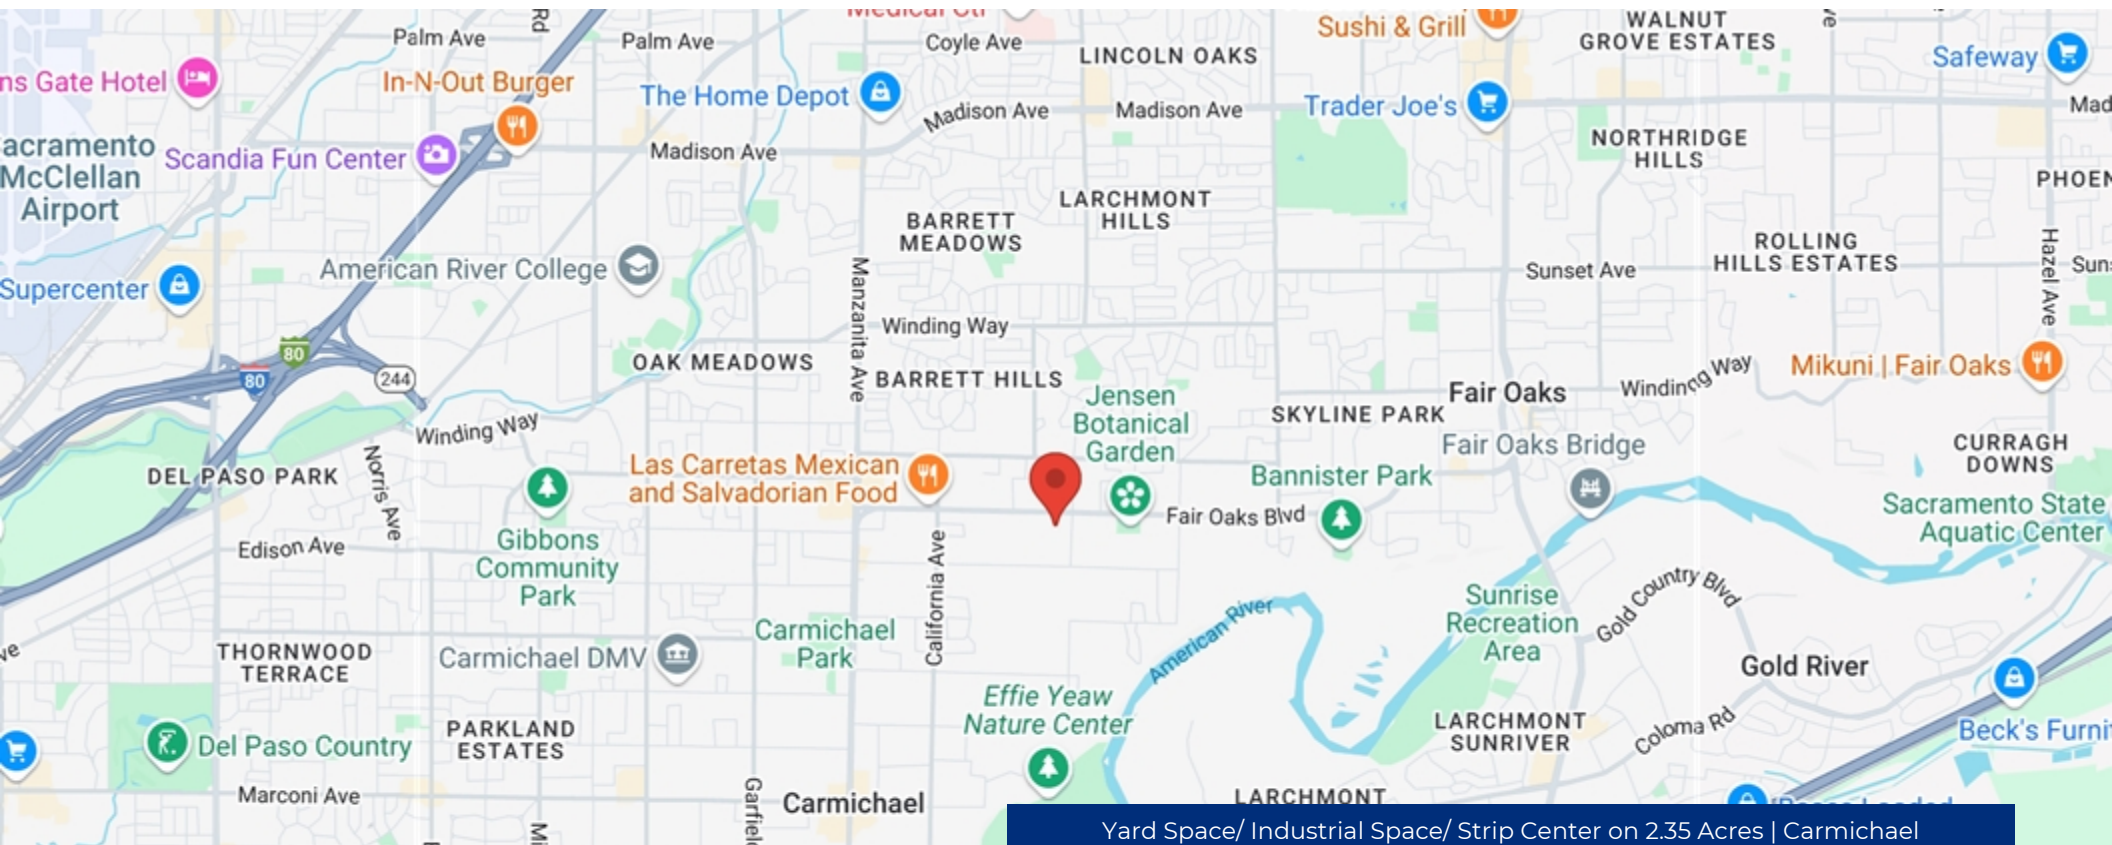 Palm Ave
Rd
Palm Ave
Coyle Ave
LINCOLN OAKS
Sushi & Grill
WALNUT
GROVE ESTATES
Safeway
ns Gate Hotel
In-N-Out Burger
The Home Depot
Madison Ave
Madison Ave
Trader Joe's
Mad
acramento
McClellan
Airport
Scandia Fun Center
Madison Ave
NORTHRIDGE
HILLS
PHOEN
LARCHMONT
HILLS
BARRETT
MEADOWS
ROLLING
HILLS ESTATES
Hazel Ave
Supercenter
American River College
Manzanita Ave
Sunset Ave
Sun
Winding Way
80
80
244
OAK MEADOWS
BARRETT HILLS
Jensen
Botanical
Garden
Fair Oaks
Winding Way
Mikuni | Fair Oaks
SKYLINE PARK
Winding Way
Fair Oaks Bridge
CURRAGH
DOWNS
DEL PASO PARK
Norris Ave
Las Carretas Mexican
and Salvadorian Food
Bannister Park
Fair Oaks Blvd
Sacramento State
Aquatic Center
Edison Ave
Gibbons
Community
Park
California Ave
American River
Sunrise
Recreation
Area
Gold Country Blvd
ve
THORNWOOD
TERRACE
Carmichael DMV
Carmichael
Park
Gold River
Effie Yeaw
Nature Center
LARCHMONT
SUNRIVER
Coloma Rd
Beck's Furnit
Del Paso Country
PARKLAND
ESTATES
Marconi Ave
Garfield
Carmichael
LARCHMONT
Mi
Yard Space/ Industrial Space/ Strip Center on 2.35 Acres | Carmichael